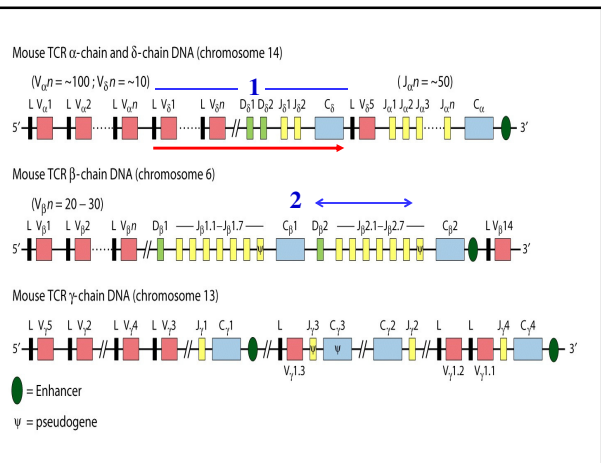 Mouse TCR α-chain and δ-chain DNA (chromosome 14)
(Vαn = ~100 ; Vδn = ~10) 1 (Jαn = ~50)
L Vα1 L Vα2 L Vαn L Vδ1 L Vδn Dδ1 Dδ2 Jδ1 Jδ2 Cδ L Vδ5 Jα1 Jα2 Jα3 Jαn Cα
5′ 3′
Mouse TCR β-chain DNA (chromosome 6)
(Vβn = 20 – 30) 2
L Vβ1 L Vβ2 L Vβn Dβ1 Jβ1.1–Jβ1.7 Cβ1 Dβ2 Jβ2.1–Jβ2.7 Cβ2 L Vβ14
5′ ψ ψ 3′
Mouse TCR γ-chain DNA (chromosome 13)
L Vγ5 L Vγ2 L Vγ4 L Vγ3 Jγ1 Cγ1 L Jγ3 Cγ3 Cγ2 Jγ2 L L Jγ4 Cγ4
5′ ψ ψ 3′
Vγ1.3 Vγ1.2 Vγ1.1
= Enhancer
ψ = pseudogene